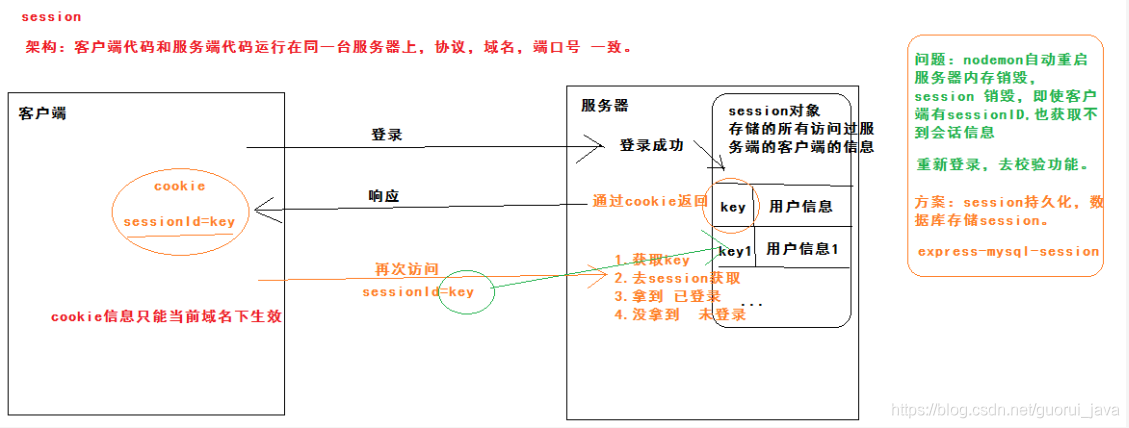 session
架构：客户端代码和服务端代码运行在同一台服务器上，协议，域名，端口号 一致。
客户端
cookie
sessionId=key
cookie信息只能当前域名下生效
登录
响应
再次访问
sessionId=key
服务器
登录成功
通过cookie返回
1.获取key
2.去session获取
3.拿到 已登录
4.没拿到 未登录
session对象
存储的所有访问过服
务端的客户端的信息
key 用户信息
key1 用户信息1
...
问题：nodemon自动重启
服务器内存销毁，
session 销毁，即使客户
端有sessionID.也获取不
到会话信息
重新登录，去校验功能。
方案：session持久化，数
据库存储session。
express-mysql-session
https://blog.csdn.net/guorui_java